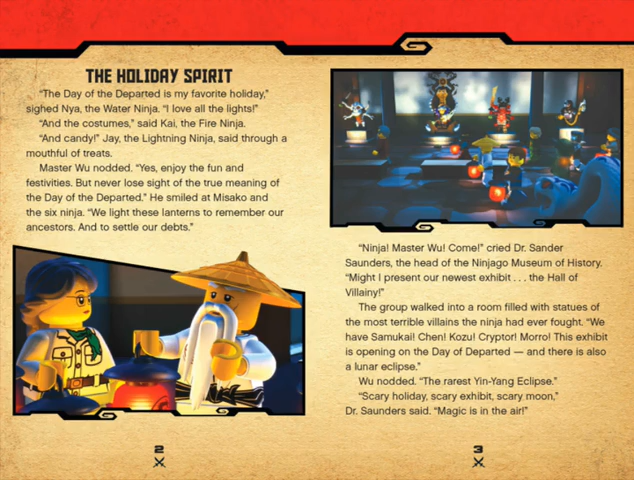 THE HOLIDAY SPIRIT
“The Day of the Departed is my favorite holiday,”
sighed Nya, the Water Ninja. “I love all the lights!”
“And the costumes,” said Kai, the Fire Ninja.
“And candy!” Jay, the Lightning Ninja, said through a
mouthful of treats.
Master Wu nodded. “Yes, enjoy the fun and
festivities. But never lose sight of the true meaning of
the Day of the Departed.” He smiled at Misako and
the six ninja. “We light these lanterns to remember our
ancestors. And to settle our debts.”
2
“Ninja! Master Wu! Come!” cried Dr. Sander
Saunders, the head of the Ninjago Museum of History.
“Might I present our newest exhibit . . . the Hall of
Villainy!”
The group walked into a room filled with statues of
the most terrible villains the ninja had ever fought. “We
have Samukai! Chen! Kozu! Cryptor! Morro! This exhibit
is opening on the Day of Departed — and there is also
a lunar eclipse.”
Wu nodded. “The rarest Yin-Yang Eclipse.”
“Scary holiday, scary exhibit, scary moon,”
Dr. Saunders said. “Magic is in the air!”
3